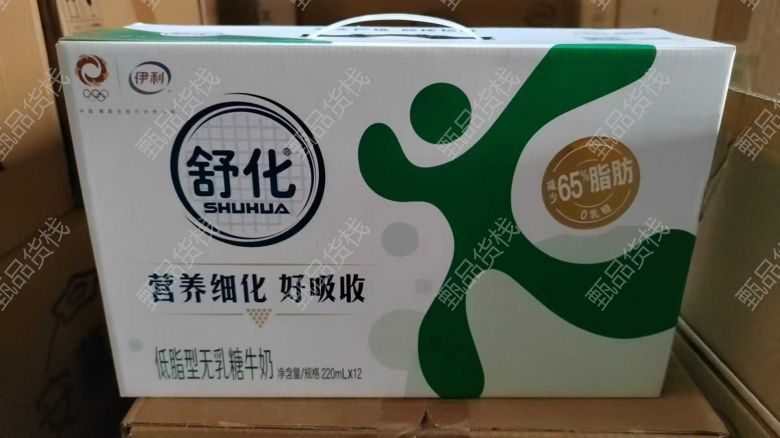 伊利
舒化®
SHUHUA
营养细化 好吸收
减少65%脂肪
0乳糖
低脂型无乳糖牛奶 净含量/规格 220mLX12
甄品货栈